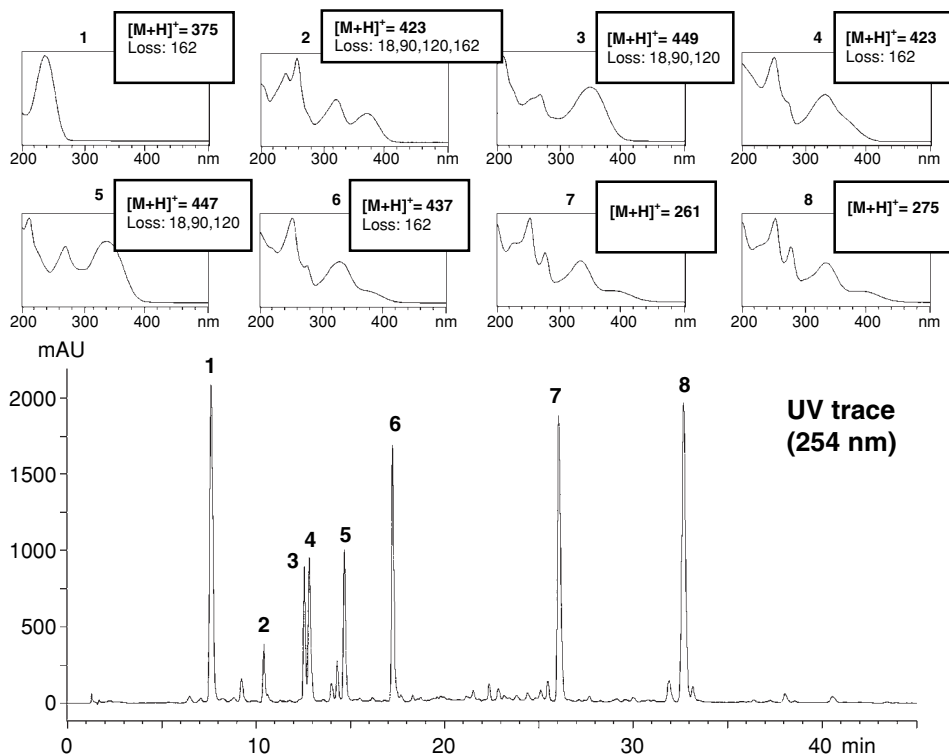 1
[M+H]+= 375
Loss: 162
200 300 400 nm
2
[M+H]+= 423
Loss: 18,90,120,162
200 300 400 nm
3
[M+H]+= 449
Loss: 18,90,120
200 300 400 nm
4
[M+H]+= 423
Loss: 162
200 300 400 nm
5
[M+H]+= 447
Loss: 18,90,120
200 300 400 nm
6
[M+H]+= 437
Loss: 162
200 300 400 nm
7
[M+H]+= 261
200 300 400 nm
8
[M+H]+= 275
200 300 400 nm
mAU
2000
1500
1000
500
0
1
2
3
4
5
6
7
8
UV trace
(254 nm)
0 10 20 30 40 min